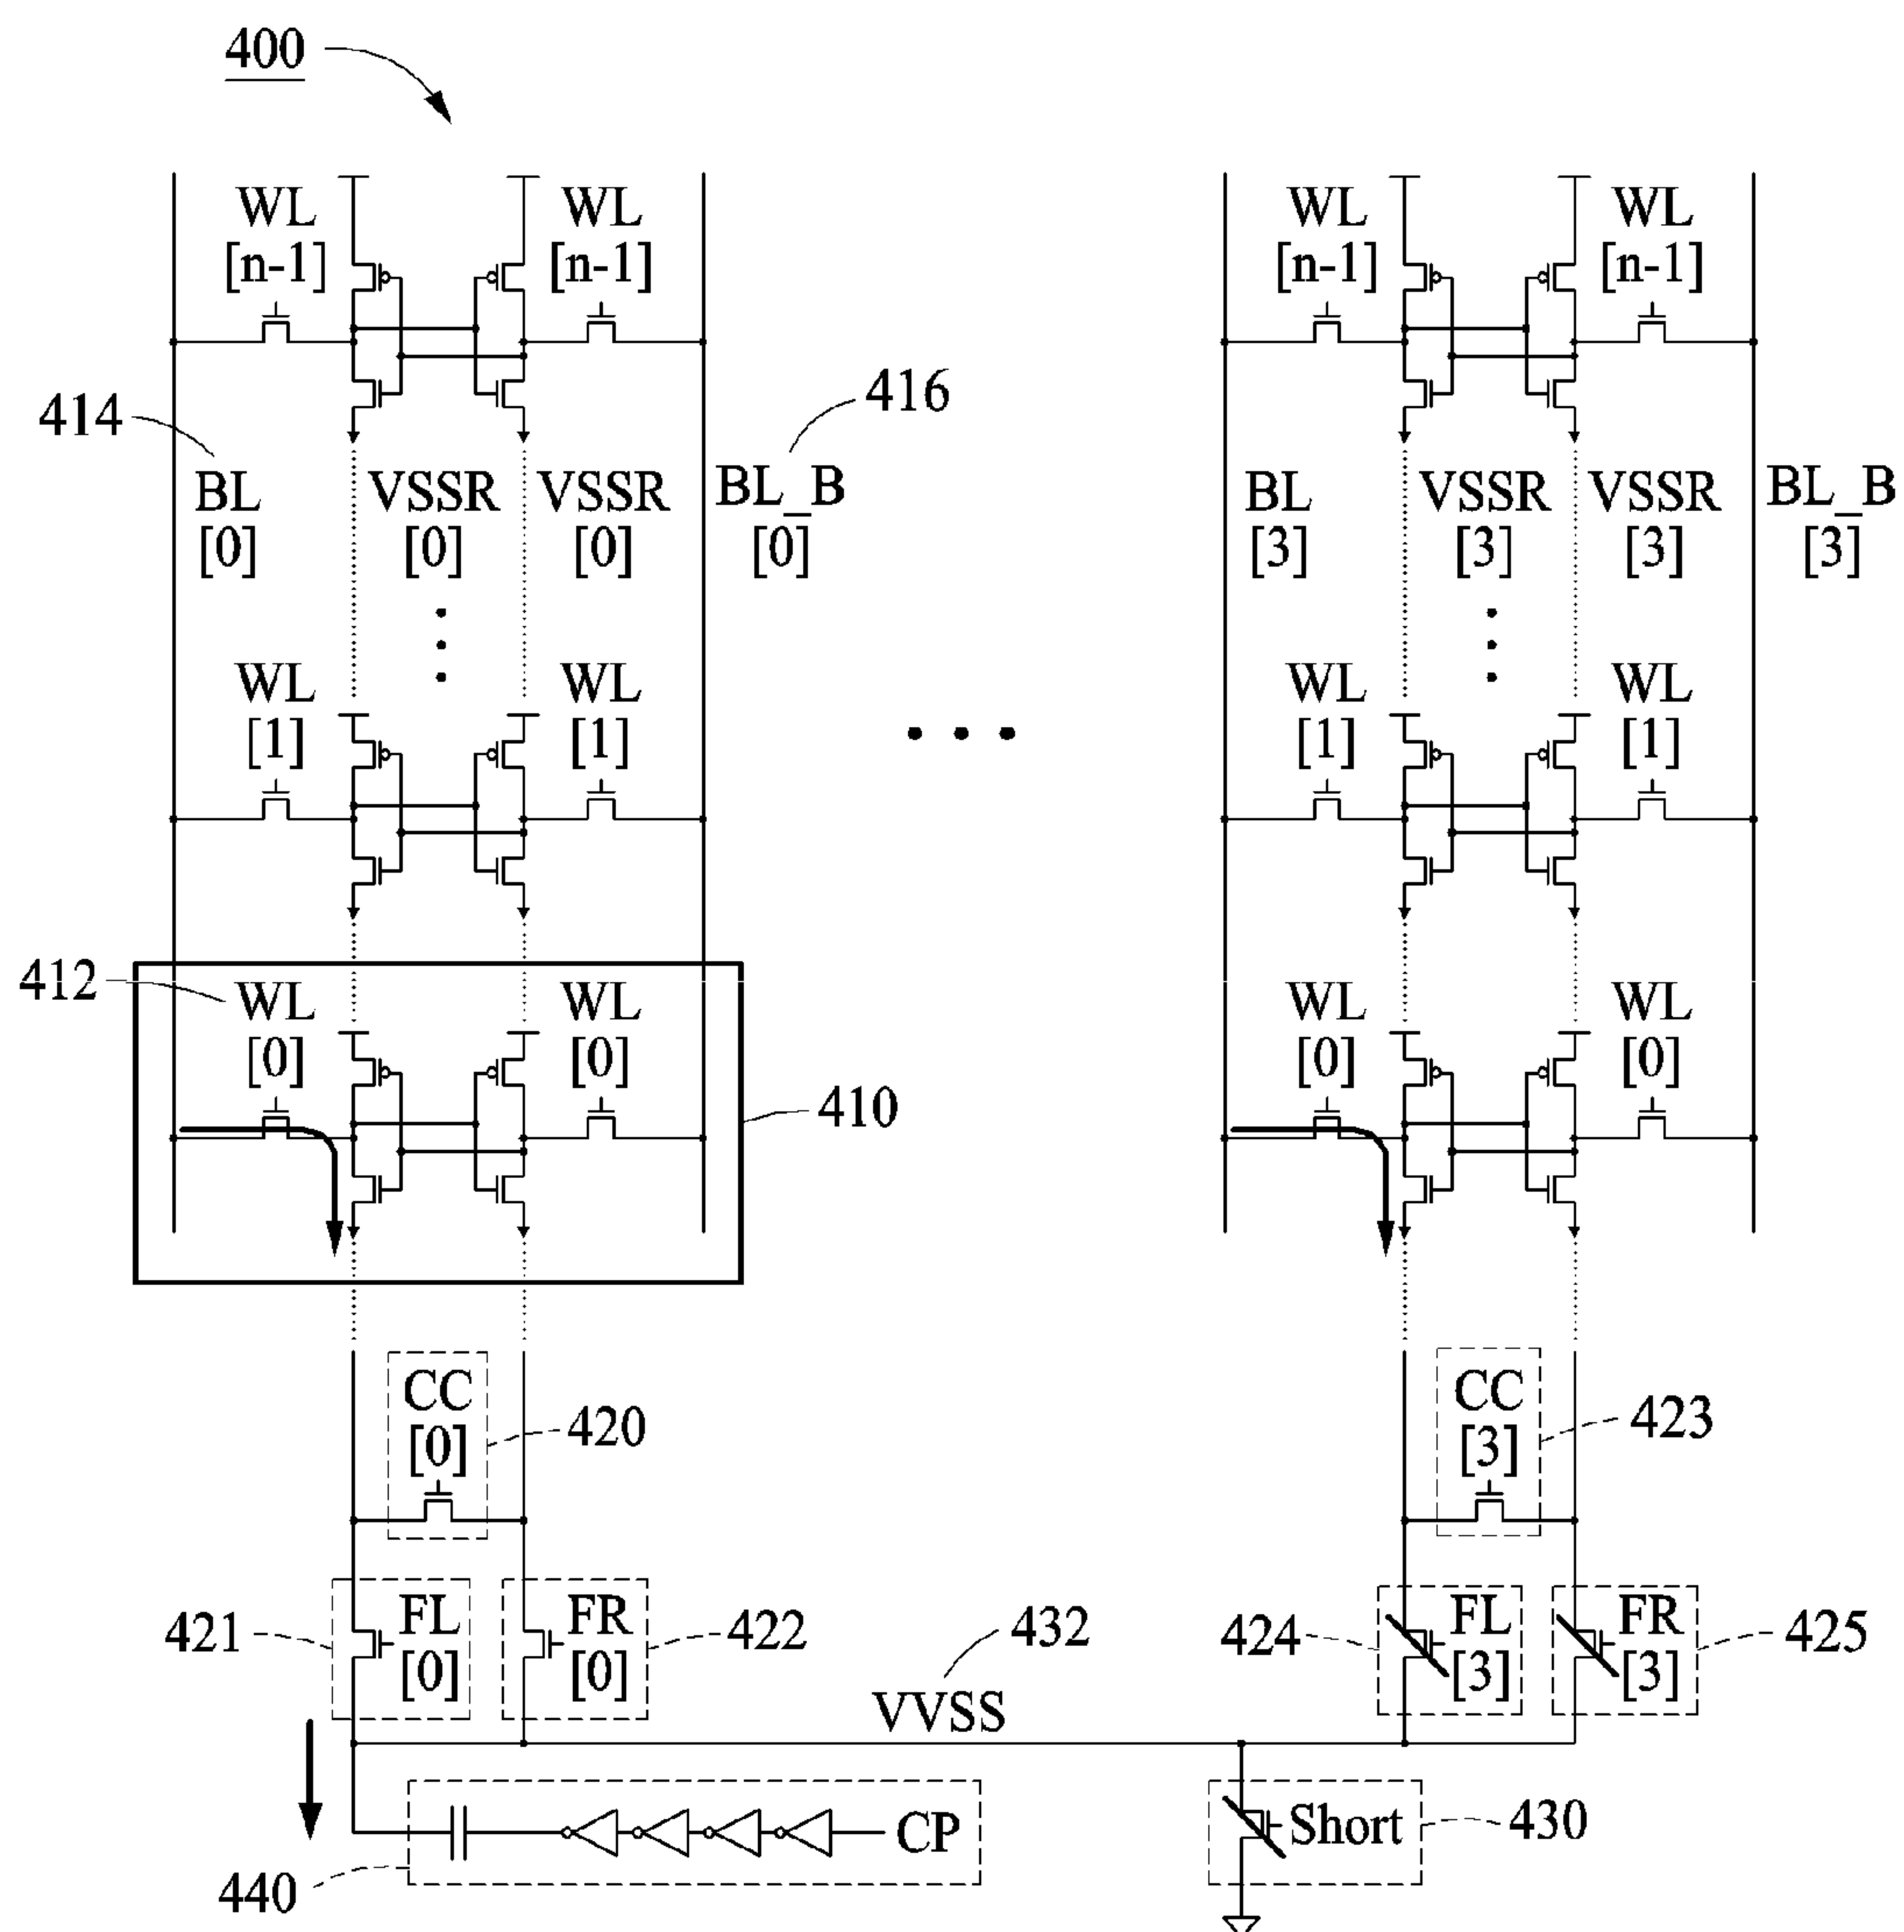 400
WL [n-1] WL [n-1] WL [n-1] WL [n-1]
414
416
BL [0] VSSR [0] VSSR [0] BL_B [0] BL [3] VSSR [3] VSSR [3] BL_B [3]
WL [1] WL [1] WL [1] WL [1]
412
WL [0] WL [0] WL [0] WL [0]
410
CC [0] 420 CC [3] 423
421 FL [0] FR [0] 422 432 424 FL [3] FR [3] 425
VVSS
CP Short 430
440